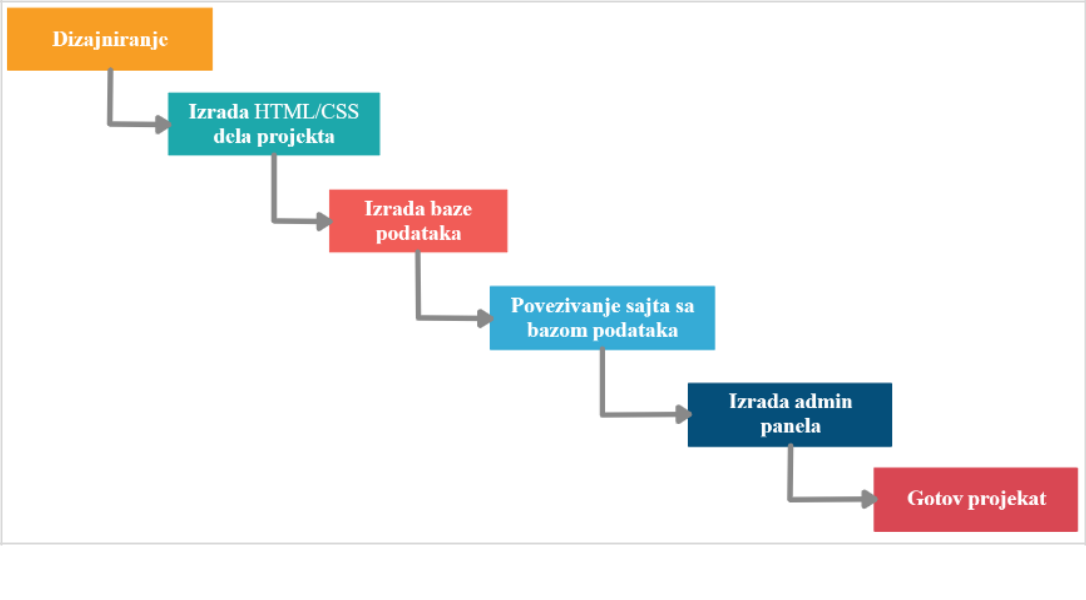 Dizajniranje
Izrada HTML/CSS
dela projekta
Izrada baze
podataka
Povezivanje sajta sa
bazom podataka
Izrada admin
panela
Gotov projekat